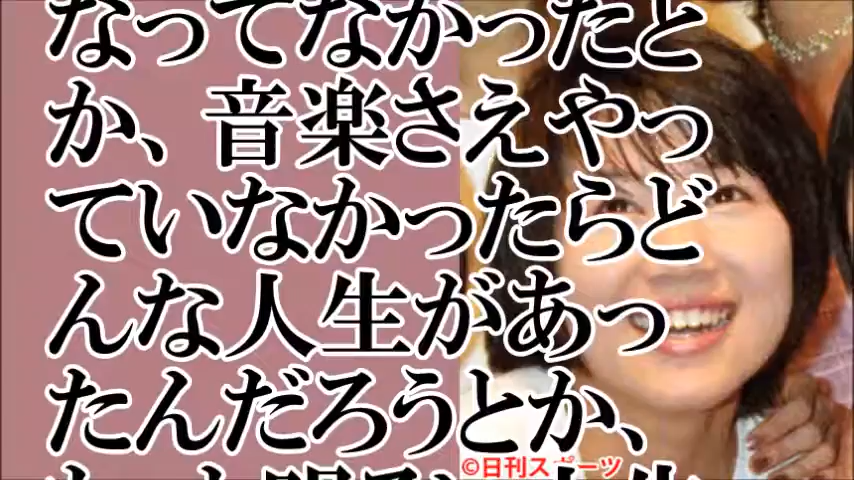 なってなかったと
か、音楽さえやっ
ていなかったらど
んな人生があっ
たんだろうとか、
©日刊スポーツ